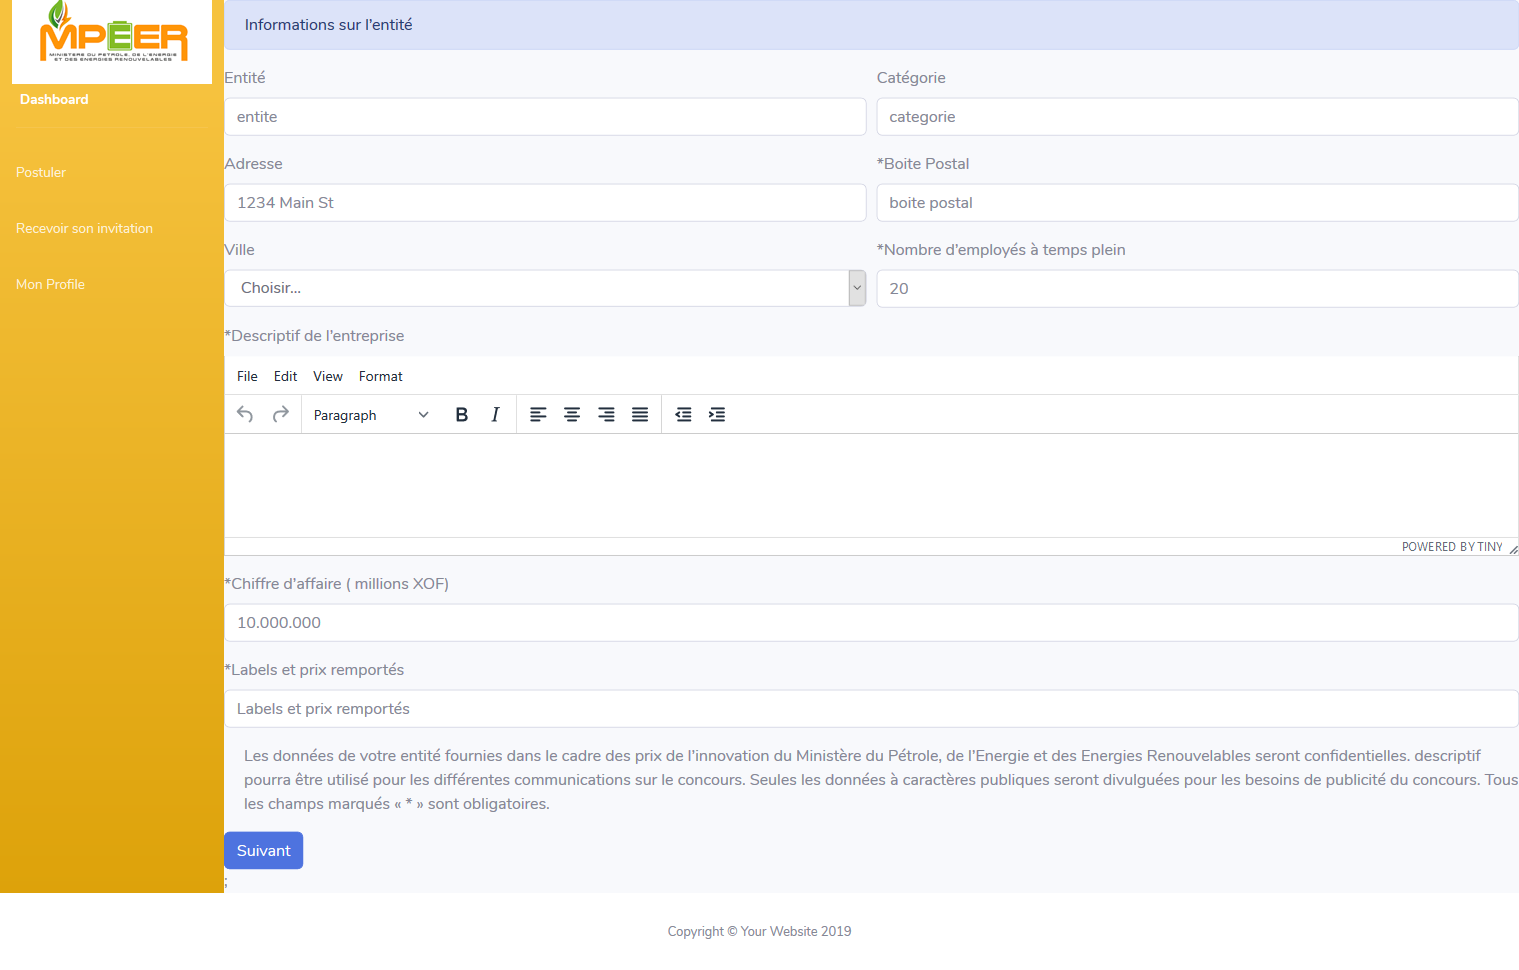 MPEER
MINISTERE DU PETROLE, DE L'ENERGIE
ET DES ENERGIES RENOUVELABLES
Dashboard
Postuler
Recevoir son invitation
Mon Profile
Informations sur l'entité
Entité
Catégorie
entite
categorie
Adresse
*Boite Postal
1234 Main St
boite postal
Ville
*Nombre d'employés à temps plein
Choisir...
20
*Descriptif de l'entreprise
File Edit View Format
Paragraph B I
POWERED BY TINY
*Chiffre d'affaire ( millions XOF)
10.000.000
*Labels et prix remportés
Labels et prix remportés
Les données de votre entité fournies dans le cadre des prix de l'innovation du Ministère du Pétrole, de l'Energie et des Energies Renouvelables seront confidentielles. descriptif
pourra être utilisé pour les différentes communications sur le concours. Seules les données à caractères publiques seront divulguées pour les besoins de publicité du concours. Tous
les champs marqués « * » sont obligatoires.
Suivant
;
Copyright © Your Website 2019